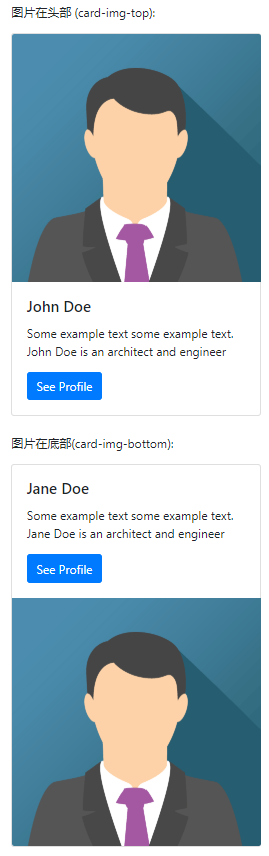 图片在头部 (card-img-top):
John Doe
Some example text some example text.
John Doe is an architect and engineer
See Profile
图片在底部(card-img-bottom):
Jane Doe
Some example text some example text.
Jane Doe is an architect and engineer
See Profile